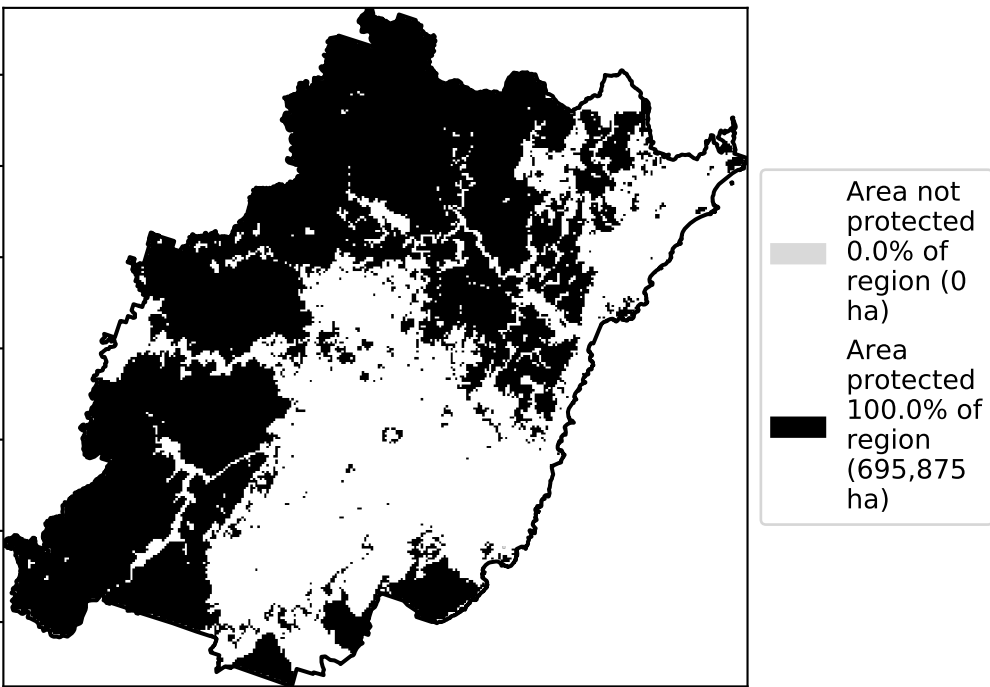 Area not
protected
0.0% of
region (0
ha)
Area
protected
100.0% of
region
(695,875
ha)